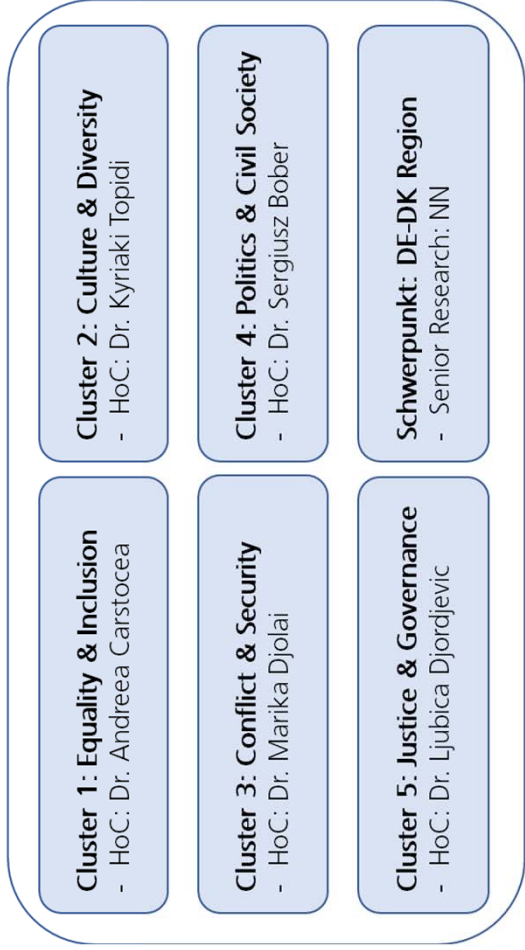 Cluster 1: Equality & Inclusion
- HoC: Dr. Andreea Carstocea
Cluster 2: Culture & Diversity
- HoC: Dr. Kyriaki Topidi
Cluster 3: Conflict & Security
- HoC: Dr. Marika Djolai
Cluster 4: Politics & Civil Society
- HoC: Dr. Sergiusz Bober
Cluster 5: Justice & Governance
- HoC: Dr. Ljubica Djordjevic
Schwerpunkt: DE-DK Region
- Senior Research: NN